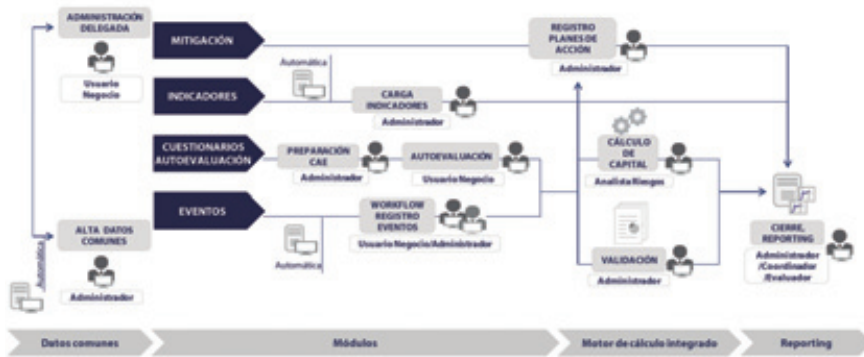 ADMINISTRACIÓN
DELEGADA
Usuario
Negocio
MITIGACIÓN
REGISTRO
PLANES DE
ACCIÓN
Administrador
Automática
INDICADORES
CARGA
INDICADORES
Administrador
CUESTIONARIOS
AUTOEVALUACIÓN
PREPARACIÓN
CAE
Administrador
AUTOEVALUACIÓN
Usuario Negocio
CÁLCULO
DE
CAPITAL
Analista Riesgos
EVENTOS
WORKFLOW
REGISTRO
EVENTOS
Usuario Negocio/Administrador
Automática
ALTA DATOS
COMUNES
Administrador
Automática
VALIDACIÓN
Administrador
CIERRE,
REPORTING
Administrador
/Coordinador
/Evaluador
Datos comunes
Módulos
Motor de cálculo integrado
Reporting